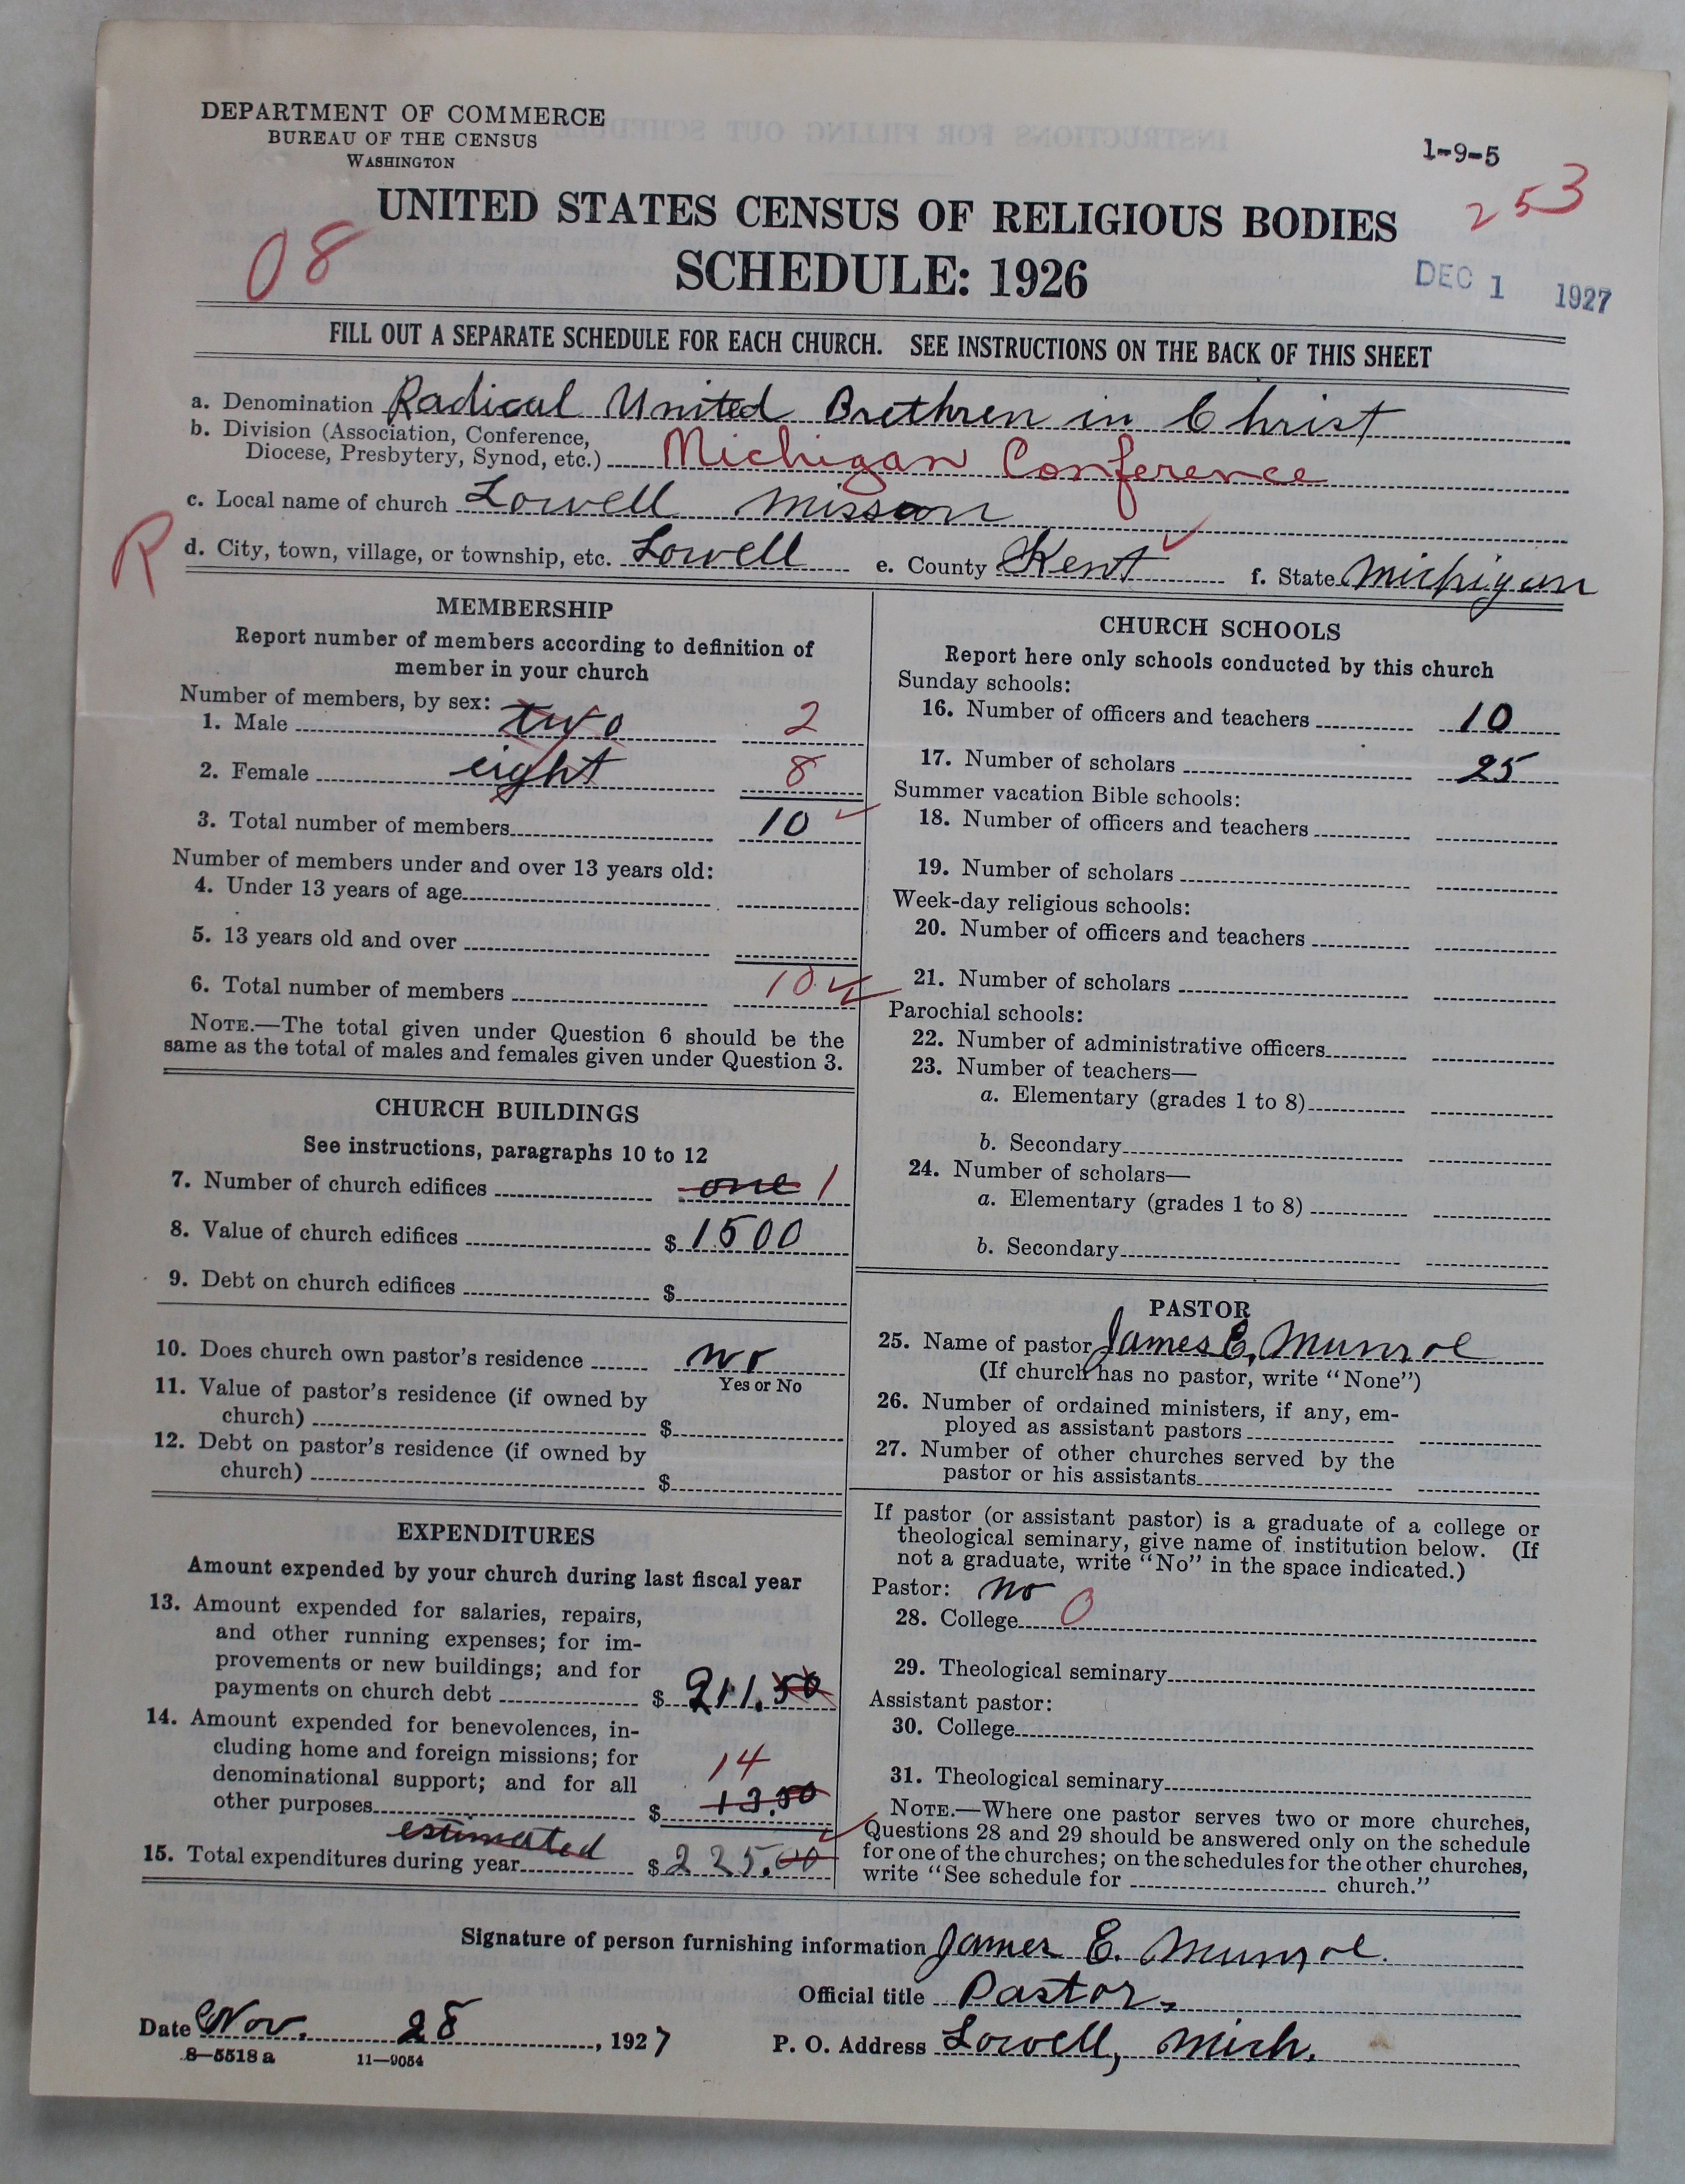 DEPARTMENT OF COMMERCE
BUREAU OF THE CENSUS
WASHINGTON
1-9-5
253
UNITED STATES CENSUS OF RELIGIOUS BODIES
08
SCHEDULE: 1926
DEC 1 1927
FILL OUT A SEPARATE SCHEDULE FOR EACH CHURCH. SEE INSTRUCTIONS ON THE BACK OF THIS SHEET
a. Denomination Radical United Brethren in Christ
b. Division (Association, Conference,
Diocese, Presbytery, Synod, etc.) Michigan Conference
c. Local name of church Lowell Mission
R
d. City, town, village, or township, etc. Lowell e. County Kent f. State Michigan
MEMBERSHIP
Report number of members according to definition of
member in your church
Number of members, by sex:
1. Male two 2
2. Female eight 8
3. Total number of members 10
Number of members under and over 13 years old:
4. Under 13 years of age
5. 13 years old and over
6. Total number of members 10
NOTE.—The total given under Question 6 should be the
same as the total of males and females given under Question 3.
CHURCH BUILDINGS
See instructions, paragraphs 10 to 12
7. Number of church edifices one 1
8. Value of church edifices $ 1500
9. Debt on church edifices $
10. Does church own pastor's residence no
Yes or No
11. Value of pastor's residence (if owned by
church) $
12. Debt on pastor's residence (if owned by
church) $
EXPENDITURES
Amount expended by your church during last fiscal year
13. Amount expended for salaries, repairs,
and other running expenses; for im-
provements or new buildings; and for
payments on church debt $ 211.50
14. Amount expended for benevolences, in-
cluding home and foreign missions; for
denominational support; and for all 14
other purposes $ 13.50
estimated
15. Total expenditures during year $ 225.00
CHURCH SCHOOLS
Report here only schools conducted by this church
Sunday schools:
16. Number of officers and teachers 10
17. Number of scholars 25
Summer vacation Bible schools:
18. Number of officers and teachers
19. Number of scholars
Week-day religious schools:
20. Number of officers and teachers
21. Number of scholars
Parochial schools:
22. Number of administrative officers
23. Number of teachers—
a. Elementary (grades 1 to 8)
b. Secondary
24. Number of scholars—
a. Elementary (grades 1 to 8)
b. Secondary
PASTOR
25. Name of pastor James E. Munroe
(If church has no pastor, write "None")
26. Number of ordained ministers, if any, em-
ployed as assistant pastors
27. Number of other churches served by the
pastor or his assistants
If pastor (or assistant pastor) is a graduate of a college or
theological seminary, give name of institution below. (If
not a graduate, write "No" in the space indicated.)
Pastor: no
28. College 0
29. Theological seminary
Assistant pastor:
30. College
31. Theological seminary
NOTE.—Where one pastor serves two or more churches,
Questions 28 and 29 should be answered only on the schedule
for one of the churches; on the schedules for the other churches,
write "See schedule for church."
Signature of person furnishing information James E. Munroe.
Official title Pastor.
Date Nov. 28, 1927
P. O. Address Lowell, Mich.
8—5518 a 11—9054